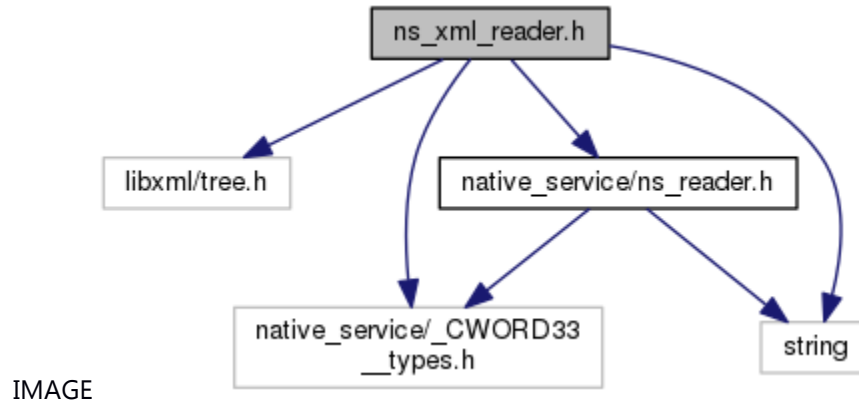 ns_xml_reader.h
libxml/tree.h
native_service/ns_reader.h
native_service/_CWORD33
__types.h
string
IMAGE